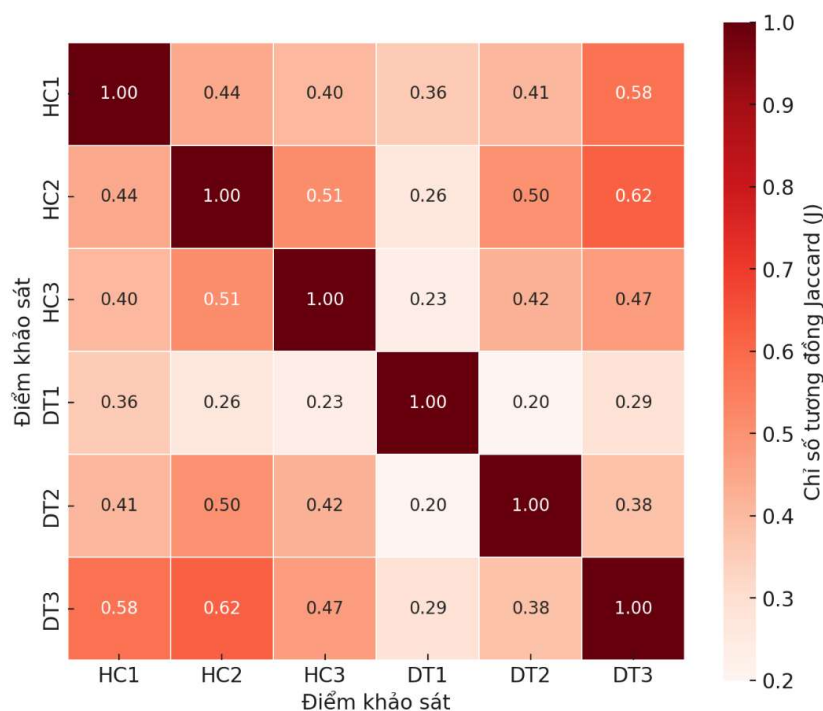 HC1 1.00 0.44 0.40 0.36 0.41 0.58
HC2 0.44 1.00 0.51 0.26 0.50 0.62
HC3 0.40 0.51 1.00 0.23 0.42 0.47
DT1 0.36 0.26 0.23 1.00 0.20 0.29
DT2 0.41 0.50 0.42 0.20 1.00 0.38
DT3 0.58 0.62 0.47 0.29 0.38 1.00
HC1 HC2 HC3 DT1 DT2 DT3
Điểm khảo sát
Điểm khảo sát
1.0
0.9
0.8
0.7
0.6
0.5
0.4
0.3
0.2
Chỉ số tương đồng Jaccard (J)